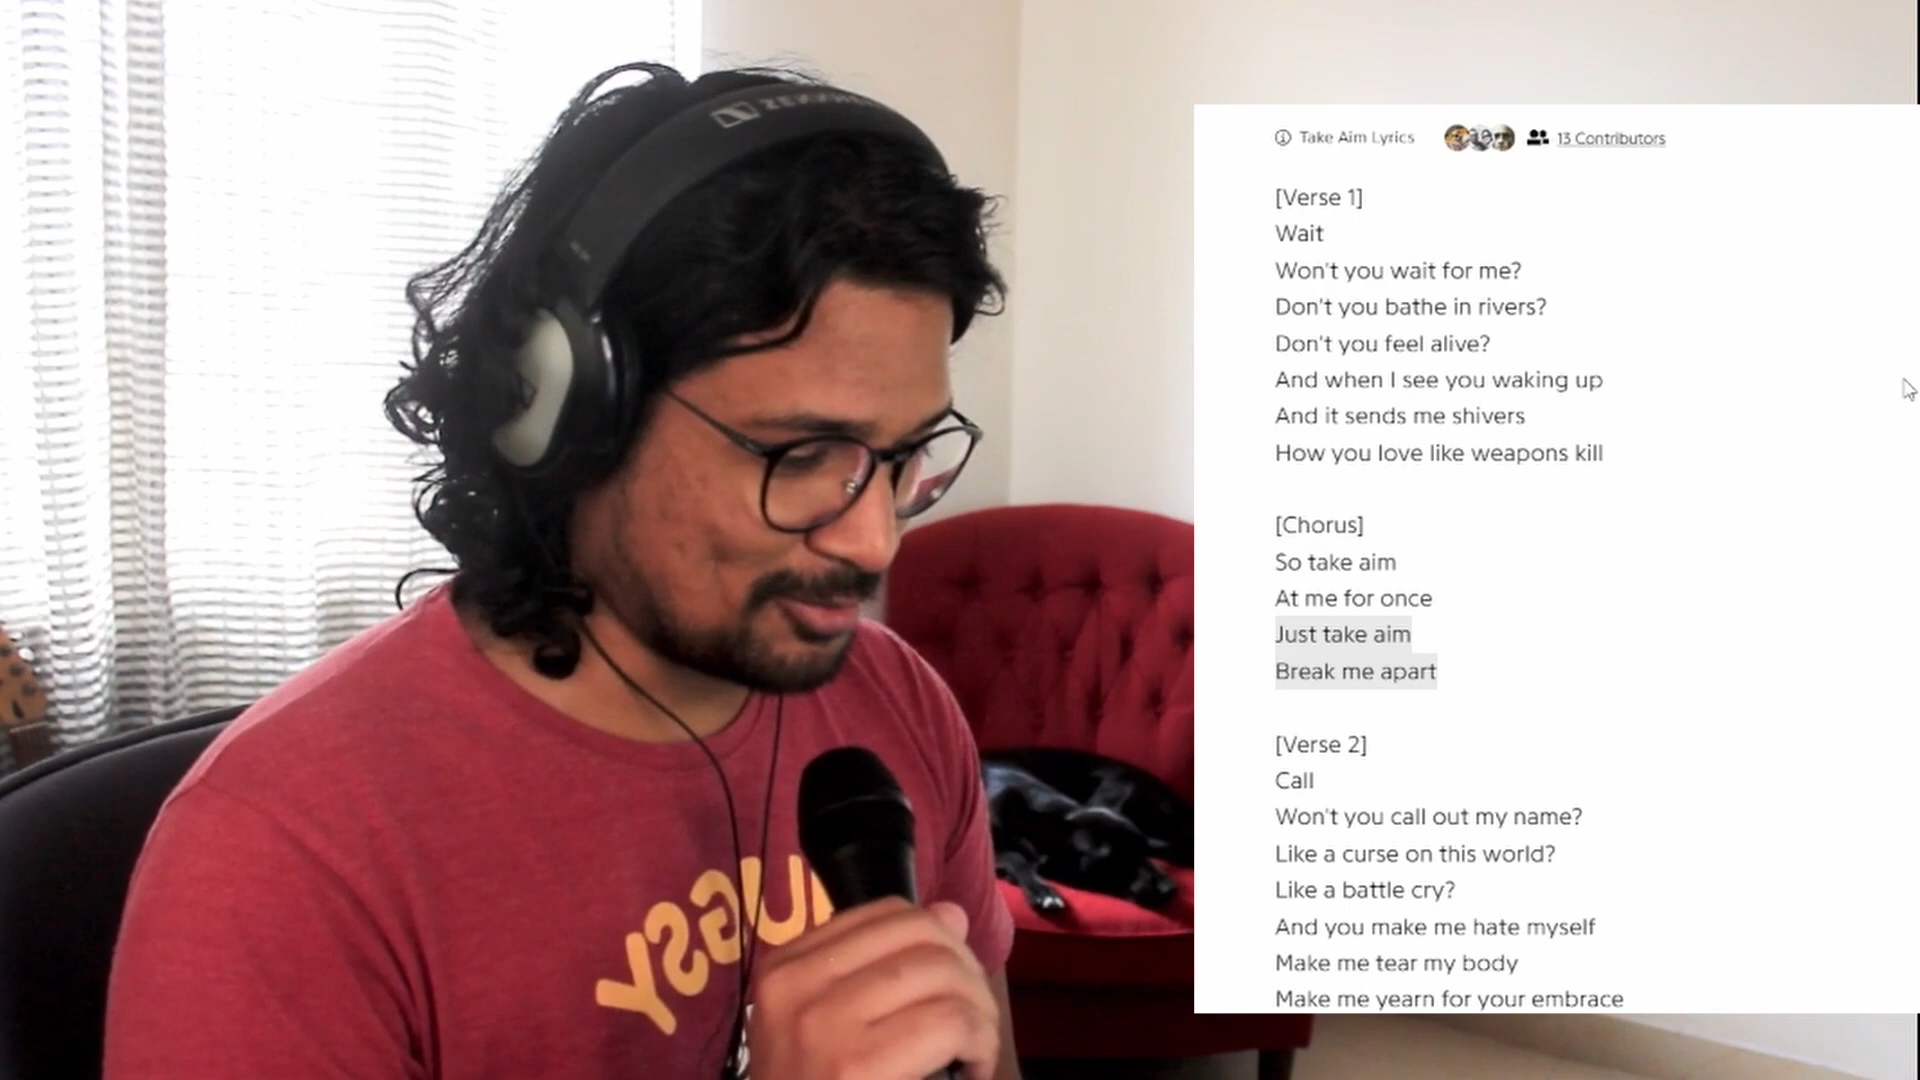 Take Aim Lyrics
13 Contributors
[Verse 1]
Wait
Won't you wait for me?
Don't you bathe in rivers?
Don't you feel alive?
And when I see you waking up
And it sends me shivers
How you love like weapons kill
[Chorus]
So take aim
At me for once
Just take aim
Break me apart
[Verse 2]
Call
Won't you call out my name?
Like a curse on this world?
Like a battle cry?
And you make me hate myself
Make me tear my body
Make me yearn for your embrace